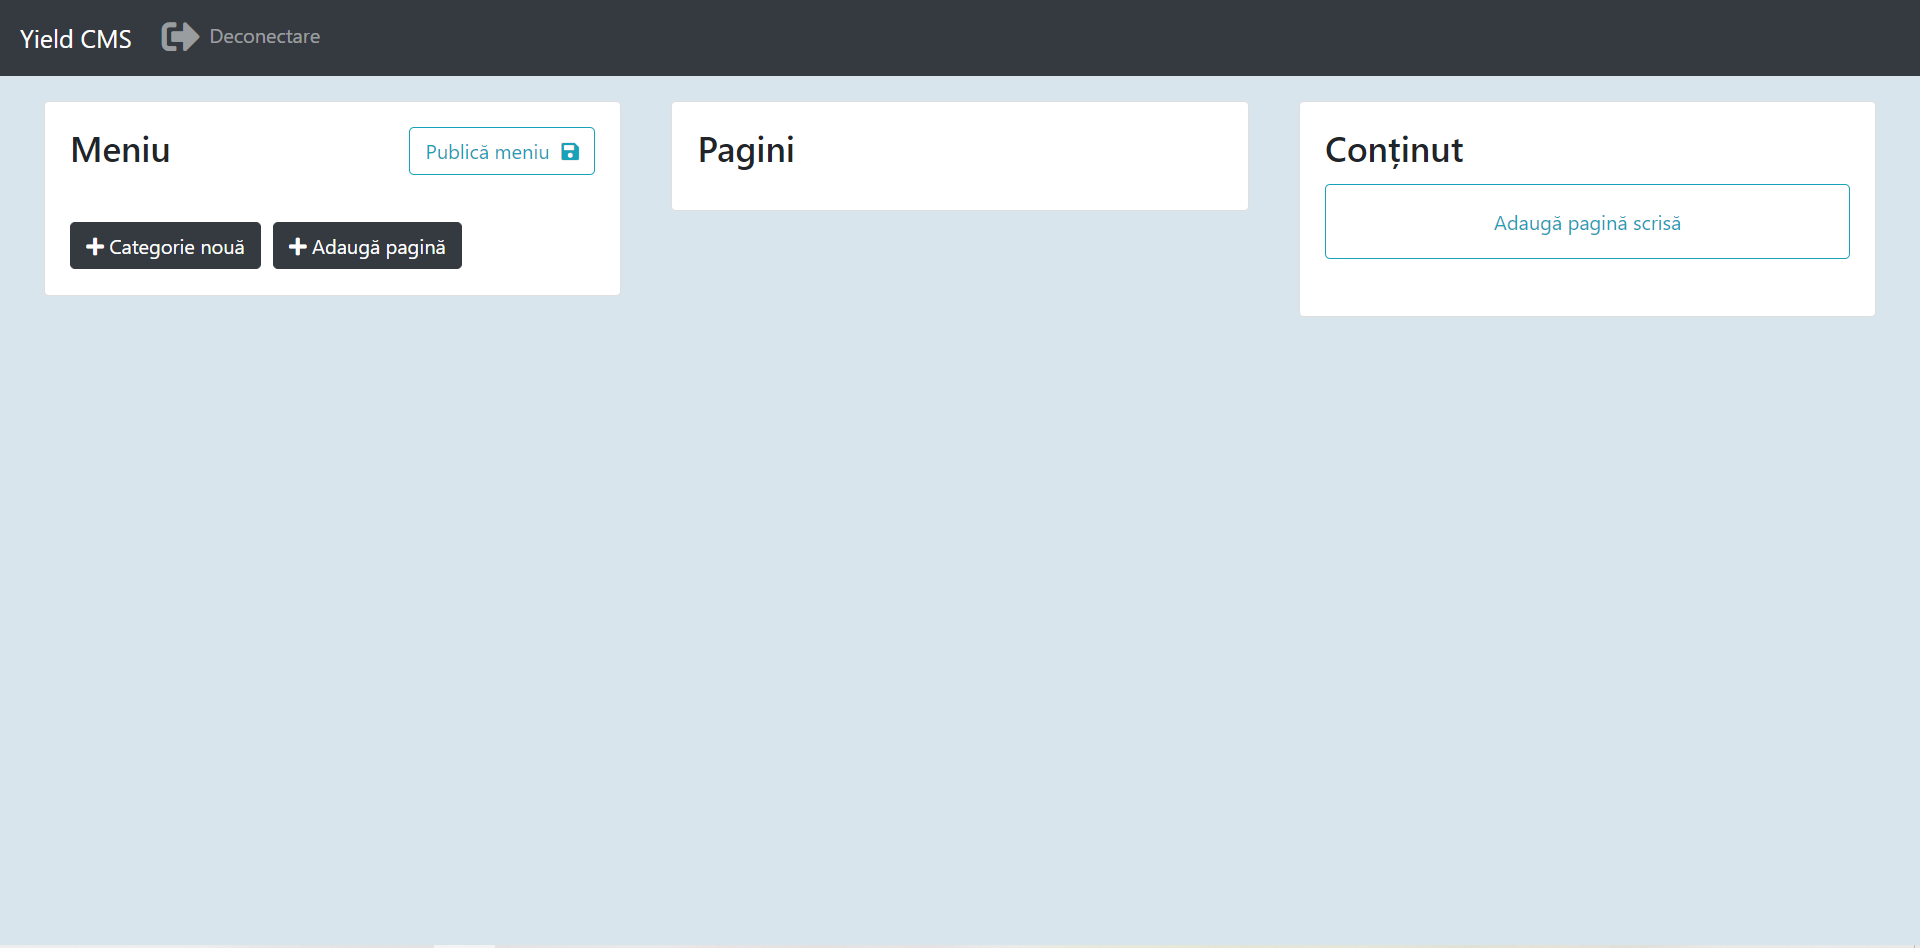 Yield CMS
Deconectare
Meniu
Publică meniu
Categorie nouă
Adaugă pagină
Pagini
Conținut
Adaugă pagină scrisă